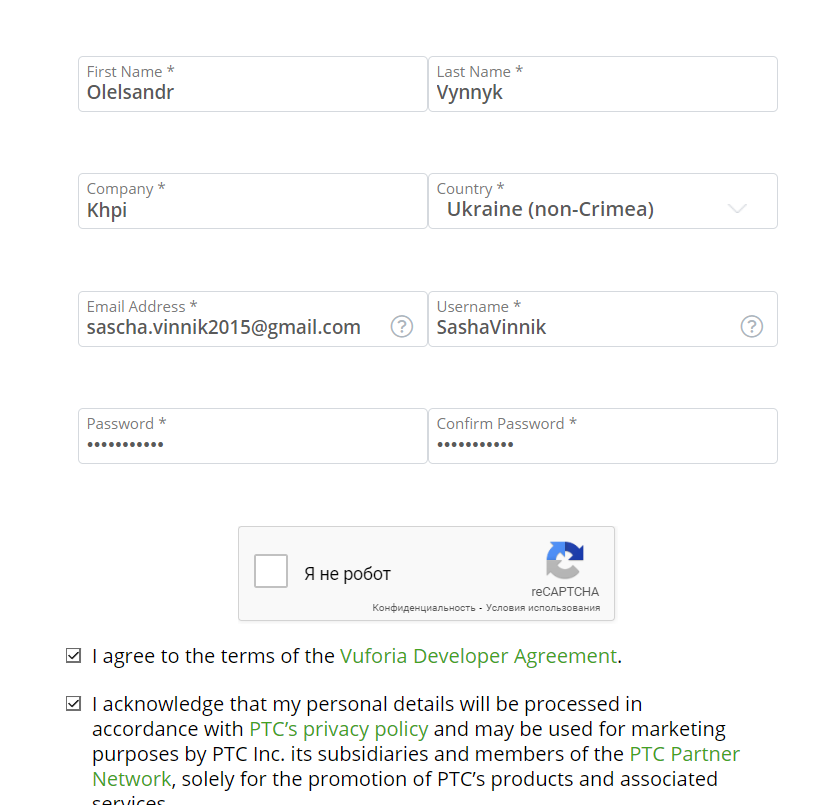 First Name *
Last Name *
Olelsandr
Vynnyk
Company *
Country *
Khpi
Ukraine (non-Crimea)
Email Address *
Username *
sascha.vinnik2015@gmail.com
SashaVinnik
Password *
Confirm Password *
•••••••••••
•••••••••••
Я не робот
reCAPTCHA
Конфиденциальность - Условия использования
I agree to the terms of the Vuforia Developer Agreement.
I acknowledge that my personal details will be processed in
accordance with PTC's privacy policy and may be used for marketing
purposes by PTC Inc. its subsidiaries and members of the PTC Partner
Network, solely for the promotion of PTC's products and associated
services